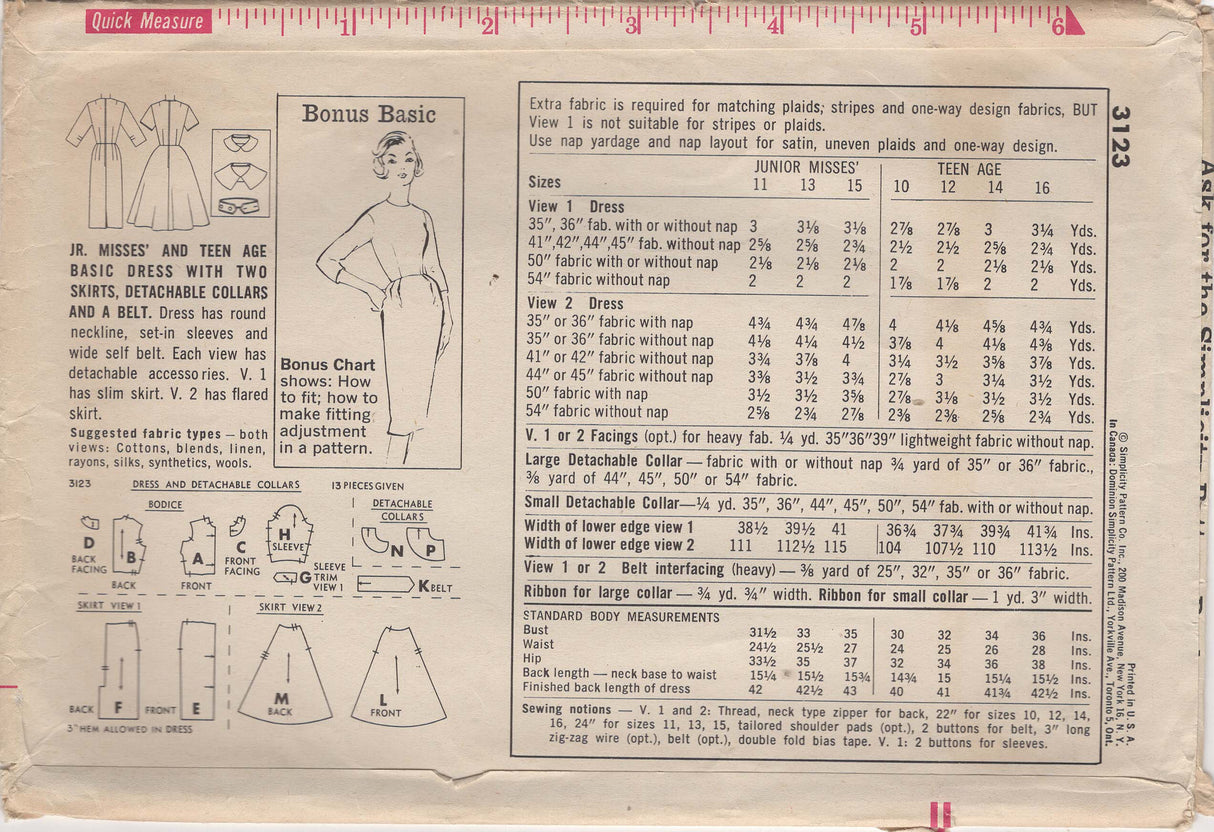 Quick Measure
1 2 3 4 5 6
Bonus Basic
Bonus Chart
shows: How
to fit; how to
make fitting
adjustment
in a pattern.
JR. MISSES' AND TEEN AGE
BASIC DRESS WITH TWO
SKIRTS, DETACHABLE COLLARS
AND A BELT. Dress has round
neckline, set-in sleeves and
wide self belt. Each view has
detachable accessories. V. 1
has slim skirt. V. 2 has flared
skirt.
Suggested fabric types — both
views: Cottons, blends, linen,
rayons, silks, synthetics, wools.
3123 DRESS AND DETACHABLE COLLARS 13 PIECES GIVEN
BODICE
DETACHABLE
COLLARS
D
BACK
FACING
B
BACK
A
FRONT
C
FRONT
FACING
H
SLEEVE
N P
G SLEEVE
TRIM
VIEW 1
K BELT
SKIRT VIEW 1 SKIRT VIEW 2
BACK F FRONT E
M
BACK
L
FRONT
3" HEM ALLOWED IN DRESS
Extra fabric is required for matching plaids; stripes and one-way design fabrics, BUT
View 1 is not suitable for stripes or plaids.
Use nap yardage and nap layout for satin, uneven plaids and one-way design.
JUNIOR MISSES' TEEN AGE
Sizes 11 13 15 10 12 14 16
View 1 Dress
35", 36" fab. with or without nap 3 3⅛ 3⅛ 2⅞ 2⅞ 3 3¼ Yds.
41",42",44",45" fab. without nap 2⅝ 2⅝ 2¾ 2½ 2½ 2⅝ 2¾ Yds.
50" fabric with or without nap 2⅛ 2⅛ 2⅛ 2 2 2⅛ 2⅛ Yds.
54" fabric without nap 2 2 2 1⅞ 1⅞ 2 2 Yds.
View 2 Dress
35" or 36" fabric with nap 4¾ 4¾ 4⅞ 4 4⅛ 4⅝ 4¾ Yds.
35" or 36" fabric without nap 4⅛ 4¼ 4½ 3⅞ 4 4⅛ 4⅜ Yds.
41" or 42" fabric without nap 3¾ 3⅞ 4 3¼ 3½ 3⅝ 3⅞ Yds.
44" or 45" fabric without nap 3⅜ 3½ 3¾ 2⅞ 3 3¼ 3½ Yds.
50" fabric with nap 3½ 3½ 3⅝ 2⅞ 3⅛ 3½ 3½ Yds.
54" fabric without nap 2⅝ 2¾ 2⅞ 2⅜ 2⅜ 2⅝ 2¾ Yds.
V. 1 or 2 Facings (opt.) for heavy fab. ¼ yd. 35"36"39" lightweight fabric without nap.
Large Detachable Collar — fabric with or without nap ¾ yard of 35" or 36" fabric.,
⅜ yard of 44", 45", 50" or 54" fabric.
Small Detachable Collar—¼ yd. 35", 36", 44", 45", 50", 54" fab. with or without nap.
Width of lower edge view 1 38½ 39½ 41 36¾ 37¾ 39¾ 41¾ Ins.
Width of lower edge view 2 111 112½ 115 104 107½ 110 113½ Ins.
View 1 or 2 Belt interfacing (heavy) — ⅜ yard of 25", 32", 35" or 36" fabric.
Ribbon for large collar — ¾ yd. ¾" width. Ribbon for small collar — 1 yd. 3" width.
STANDARD BODY MEASUREMENTS
Bust 31½ 33 35 30 32 34 36 Ins.
Waist 24½ 25½ 27 24 25 26 28 Ins.
Hip 33½ 35 37 32 34 36 38 Ins.
Back length — neck base to waist 15¼ 15½ 15¾ 14¾ 15 15¼ 15½ Ins.
Finished back length of dress 42 42½ 43 40 41 41¾ 42½ Ins.
Sewing notions — V. 1 and 2: Thread, neck type zipper for back, 22" for sizes 10, 12, 14,
16, 24" for sizes 11, 13, 15, tailored shoulder pads (opt.), 2 buttons for belt, 3" long
zig-zag wire (opt.), belt (opt.), double fold bias tape. V. 1: 2 buttons for sleeves.
3123
Printed in U. S. A.
© Simplicity Pattern Co. Inc., 200 Madison Avenue, New York 16, N. Y.
In Canada: Dominion Simplicity Pattern Ltd., Yorkville Ave., Toronto 5, Ont.
Ask for the Simplicity